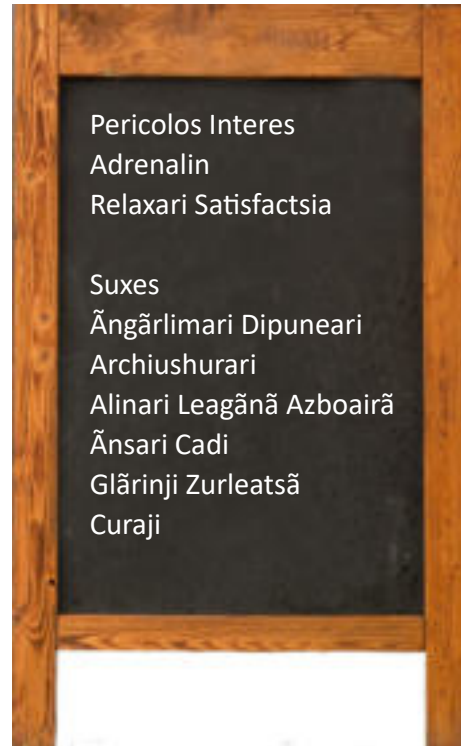 Pericolos Interes
Adrenalin
Relaxari Satisfactsia
Suxes
Ãngãrlimari Dipuneari
Archiushurari
Alinari Leagãnã Azboairã
Ãnsari Cadi
Glãrinji Zurleatsã
Curaji